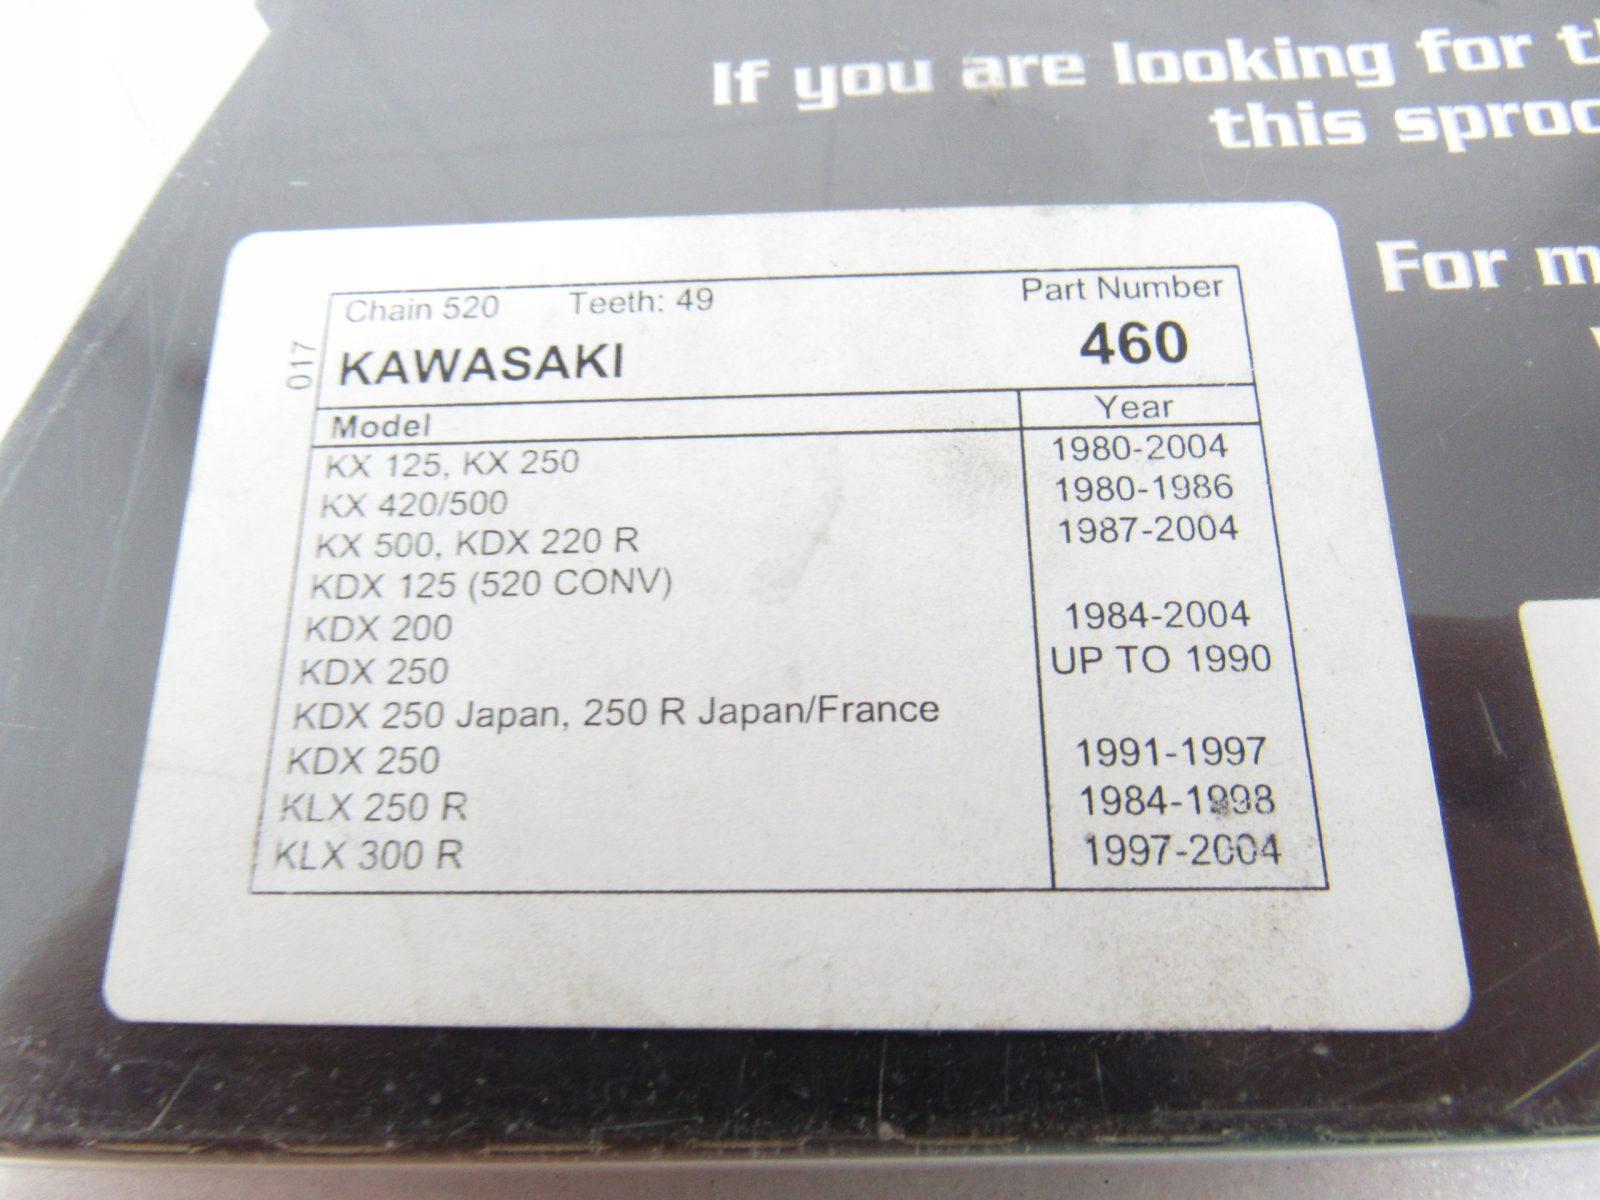 If you are looking for
this
For
017
Chain 520 Teeth: 49 Part Number
KAWASAKI 460
Model Year
KX 125, KX 250 1980-2004
KX 420/500 1980-1986
KX 500, KDX 220 R 1987-2004
KDX 125 (520 CONV)
KDX 200 1984-2004
KDX 250 UP TO 1990
KDX 250 Japan, 250 R Japan/France
KDX 250 1991-1997
KLX 250 R 1984-1998
KLX 300 R 1997-2004